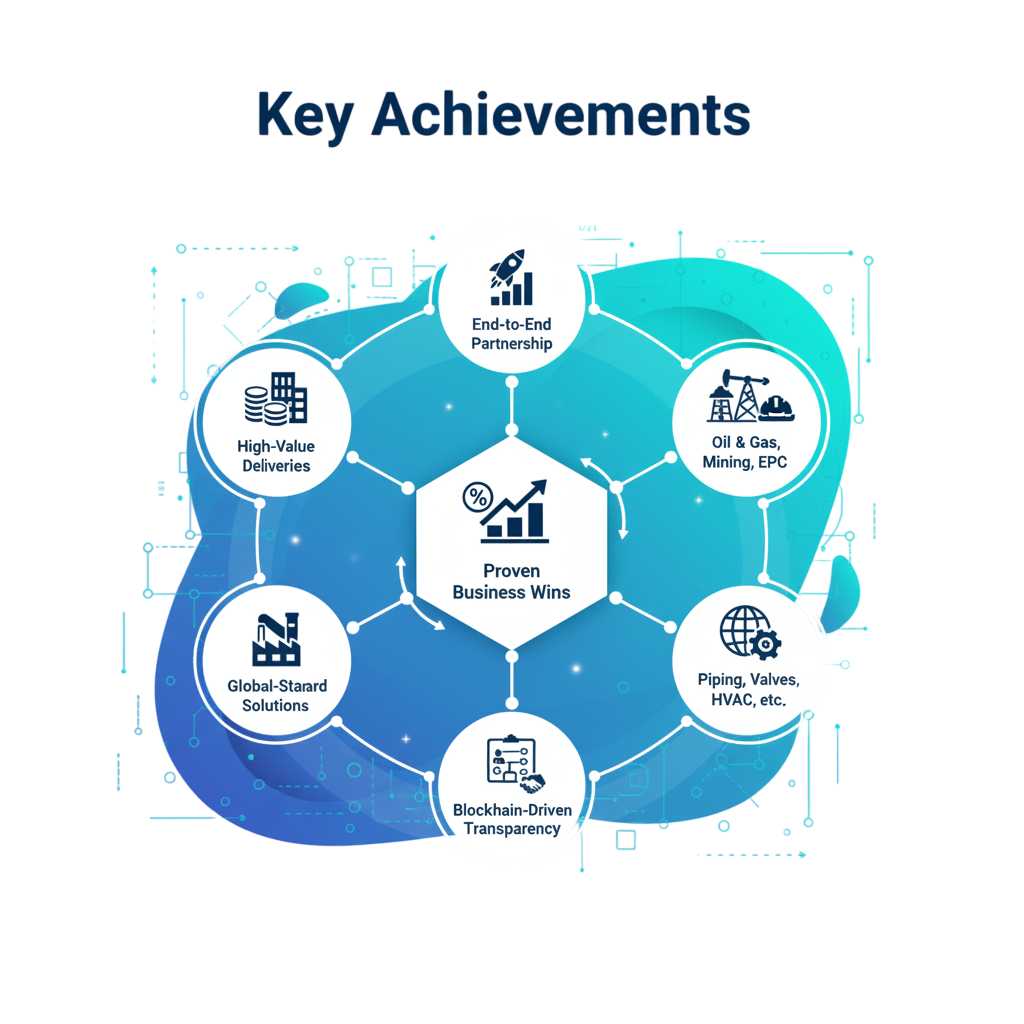 Key Achievements
End-to-End
Partnership
High-Value
Deliveries
Oil & Gas,
Mining, EPC
%
Proven
Business Wins
Global-Starard
Solutions
Piping, Valves,
HVAC, etc.
Blockhain-Driven
Transparency